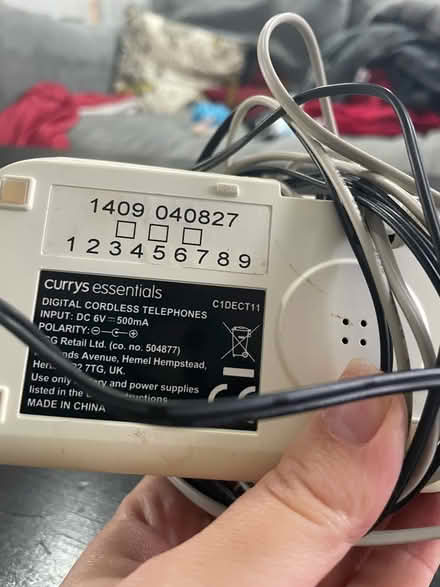 1409 040827
1 2 3 4 5 6 7 8 9
currys essentials
C1DECT11
DIGITAL CORDLESS TELEPHONES
INPUT: DC 6V ⎓ 500mA
POLARITY:
Retail Ltd. (co. no. 504877)
Avenue, Hemel Hempstead,
7TG, UK.
Use only and power supplies
listed in the
MADE IN CHINA
CE